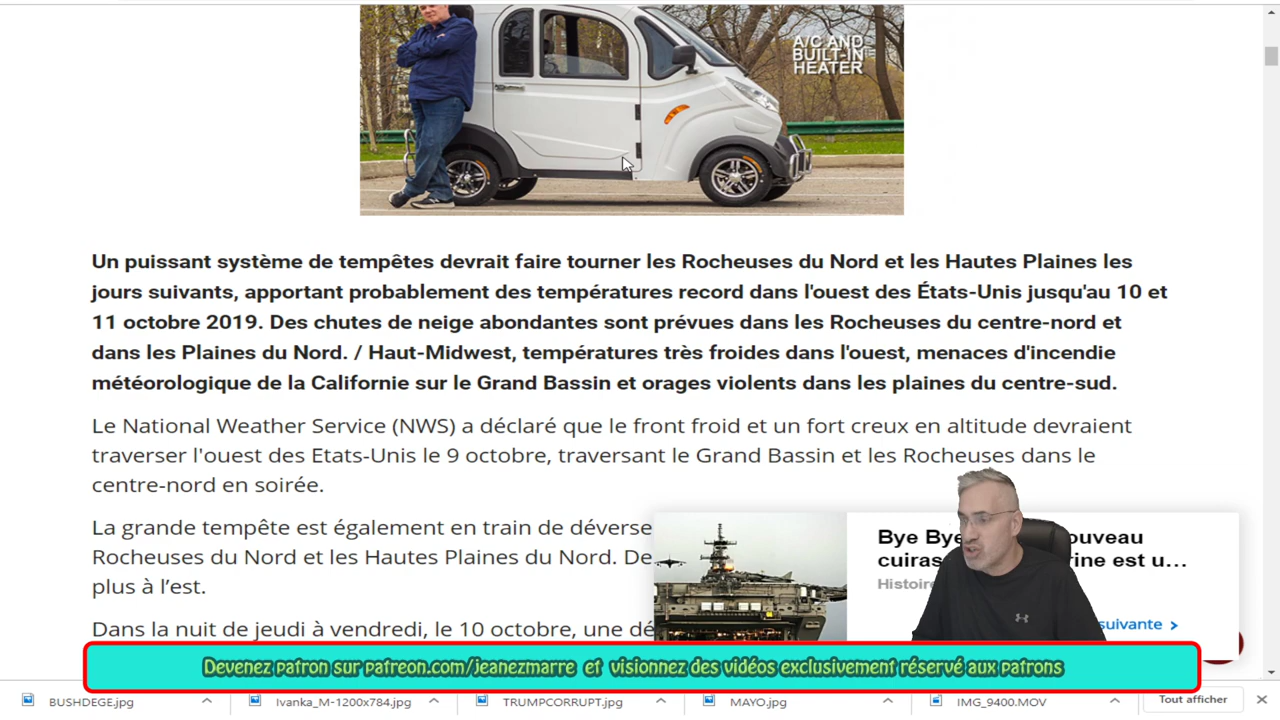 A/C AND
BUILT-IN
HEATER
Un puissant système de tempêtes devrait faire tourner les Rocheuses du Nord et les Hautes Plaines les
jours suivants, apportant probablement des températures record dans l'ouest des États-Unis jusqu'au 10 et
11 octobre 2019. Des chutes de neige abondantes sont prévues dans les Rocheuses du centre-nord et
dans les Plaines du Nord. / Haut-Midwest, températures très froides dans l'ouest, menaces d'incendie
météorologique de la Californie sur le Grand Bassin et orages violents dans les plaines du centre-sud.
Le National Weather Service (NWS) a déclaré que le front froid et un fort creux en altitude devraient
traverser l'ouest des Etats-Unis le 9 octobre, traversant le Grand Bassin et les Rocheuses dans le
centre-nord en soirée.
La grande tempête est également en train de
Rocheuses du Nord et les Hautes Plaines du Nord.
plus à l'est.
Dans la nuit de jeudi à vendredi, le 10 octobre, une
Bye
est u...
suivante >
Devenez patron sur patreon.com/jeanezmarre et visionnez des vidéos exclusivement réservé aux patrons
BUSHDEGE.jpg
Ivanka_M-1200x784.jpg
TRUMPCORRUPT.jpg
MAYO.jpg
IMG_9400.MOV
Tout afficher